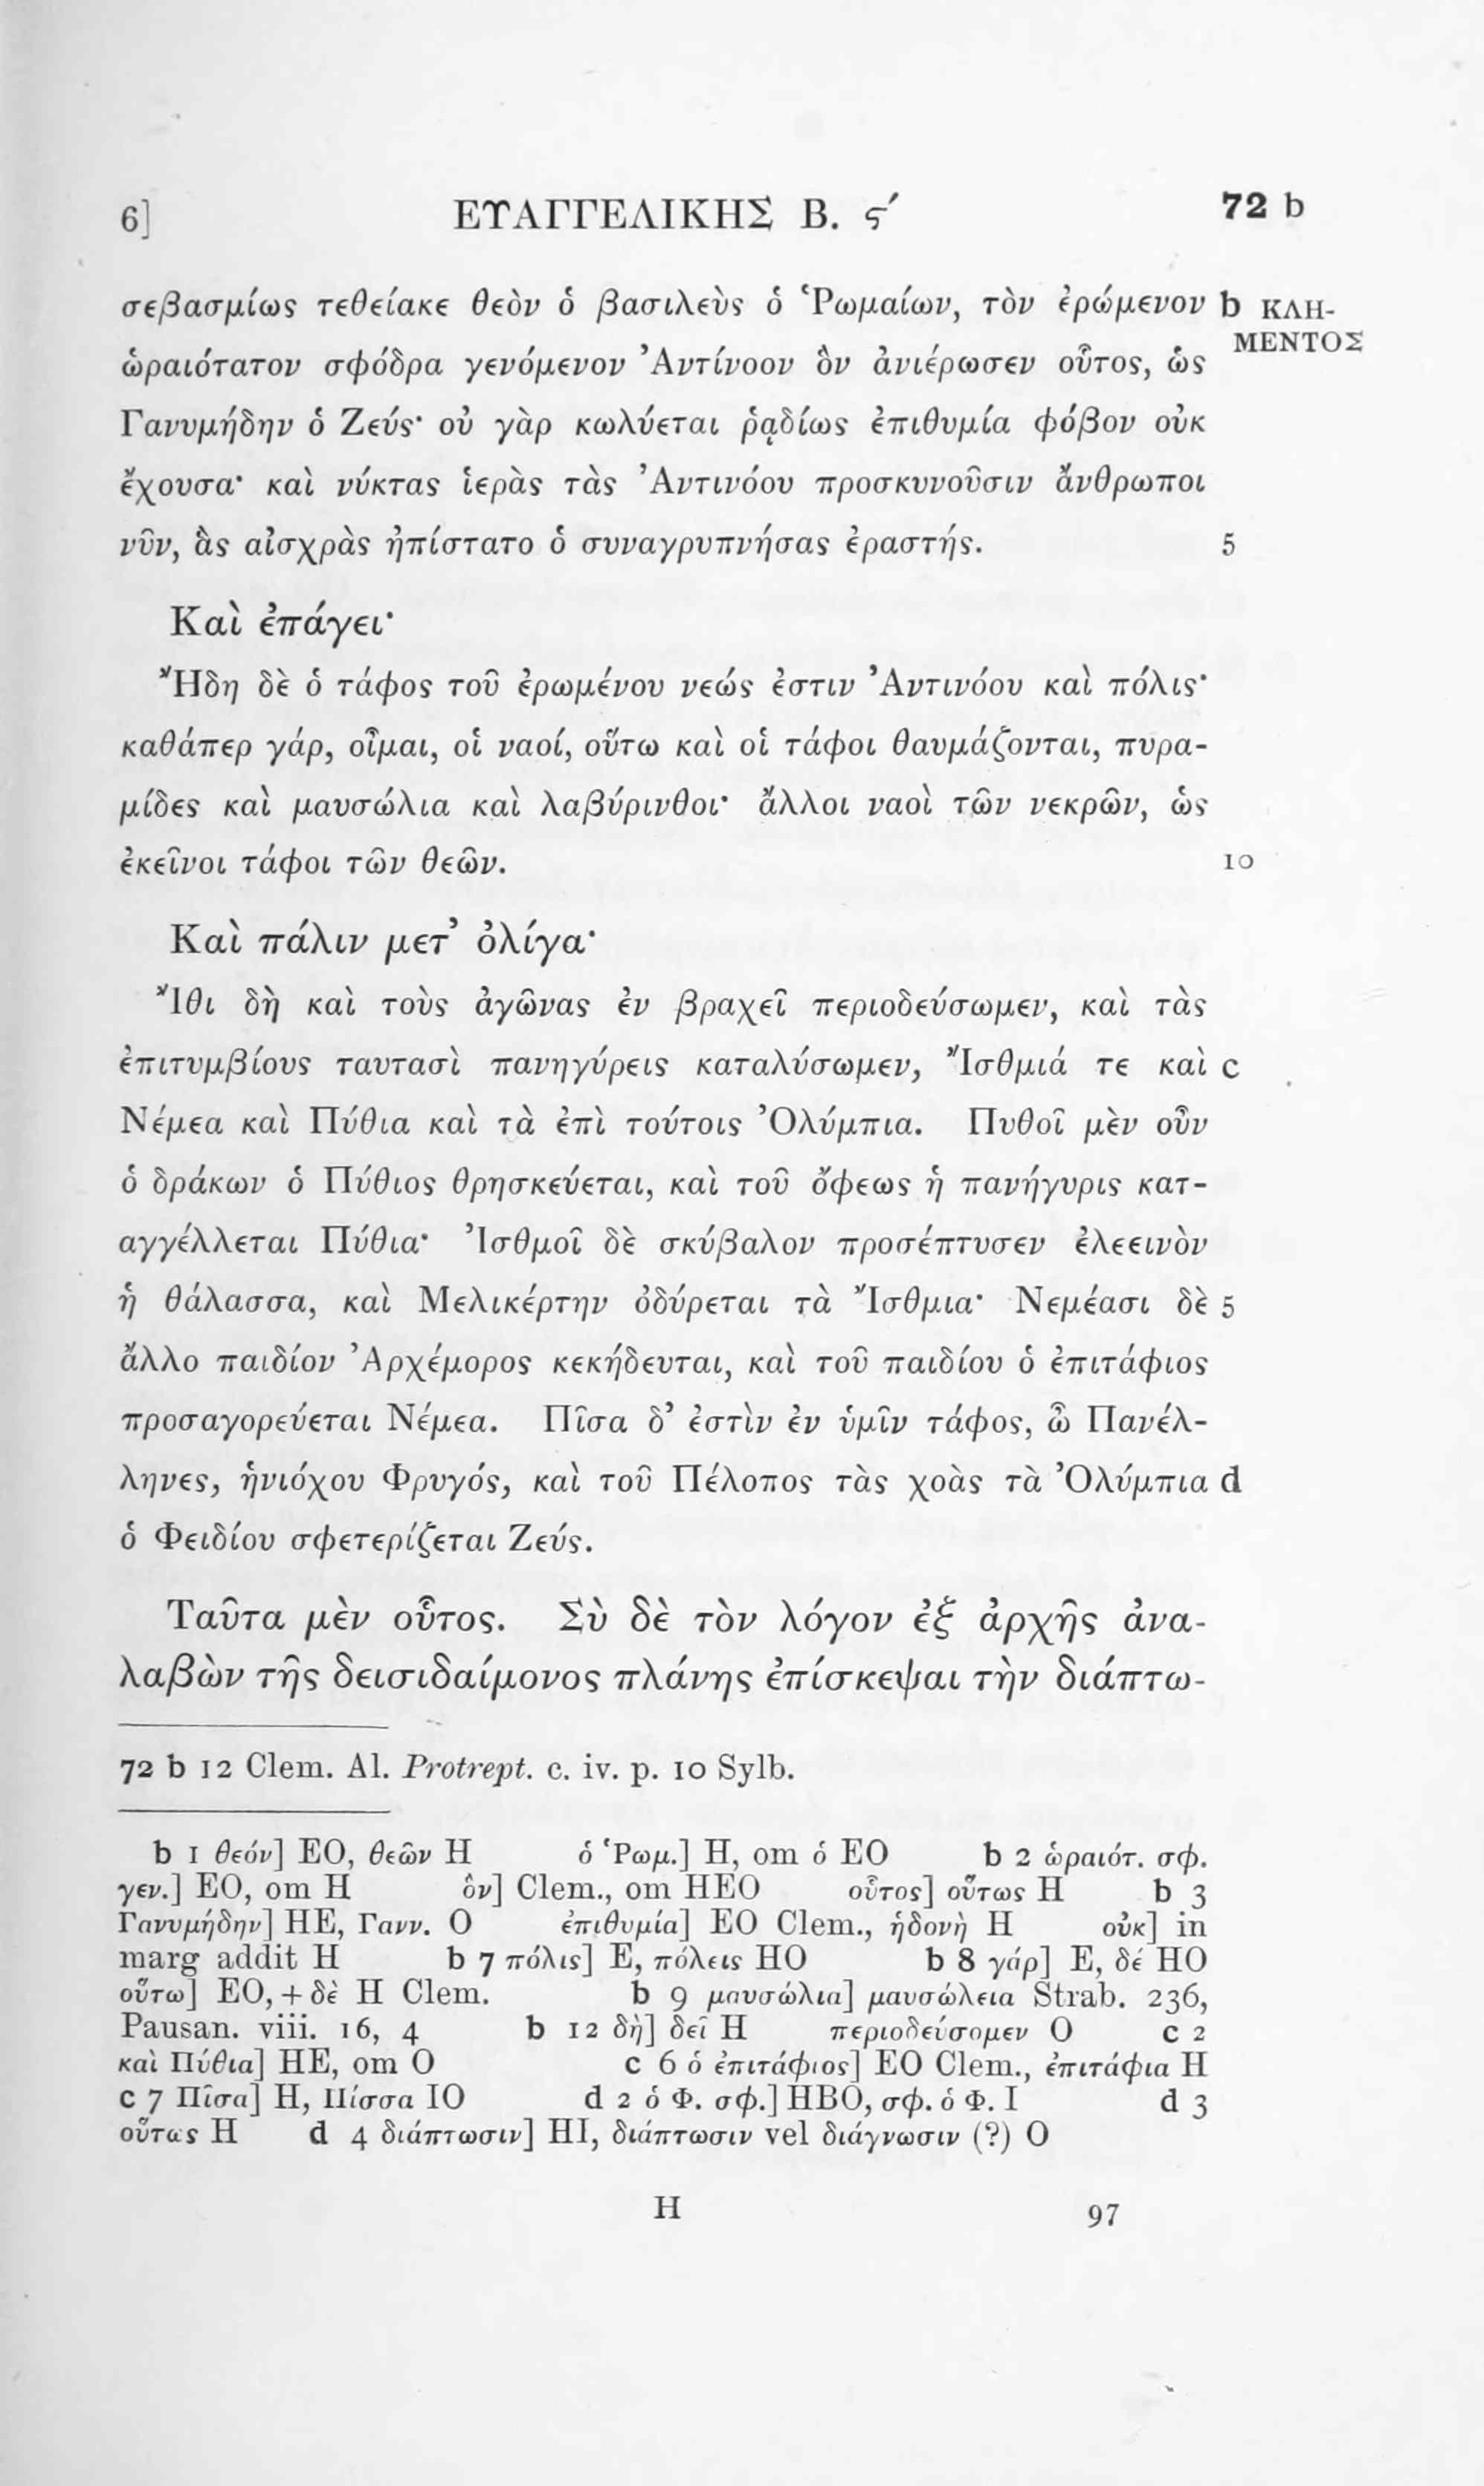 6] ΕΥΑΓΓΕΛΙΚΗΣ Β. ϛ′ 72 b
σεβασμίως τεθείακε θεὸν ὁ βασιλεὺς ὁ Ῥωμαίων, τὸν ἐρώμενον b ΚΛΗ-
ΜΕΝΤΟΣ
ὡραιότατον σφόδρα γενόμενον Ἀντίνοον ὃν ἀνιέρωσεν οὗτος, ὡς
Γανυμήδην ὁ Ζεύς· οὐ γὰρ κωλύεται ῥᾳδίως ἐπιθυμία φόβον οὐκ
ἔχουσα· καὶ νύκτας ἱερὰς τὰς Ἀντινόου προσκυνοῦσιν ἄνθρωποι
νῦν, ἃς αἰσχρὰς ἠπίστατο ὁ συναγρυπνήσας ἐραστής. 5
Καὶ ἐπάγει·
Ἤδη δὲ ὁ τάφος τοῦ ἐρωμένου νεώς ἐστιν Ἀντινόου καὶ πόλις·
καθάπερ γάρ, οἶμαι, οἱ ναοί, οὕτω καὶ οἱ τάφοι θαυμάζονται, πυρα-
μίδες καὶ μαυσώλια καὶ λαβύρινθοι· ἄλλοι ναοὶ τῶν νεκρῶν, ὡς
ἐκεῖνοι τάφοι τῶν θεῶν. 10
Καὶ πάλιν μετ’ ὀλίγα·
Ἴθι δὴ καὶ τοὺς ἀγῶνας ἐν βραχεῖ περιοδεύσωμεν, καὶ τὰς
ἐπιτυμβίους ταυτασὶ πανηγύρεις καταλύσωμεν, Ἴσθμιά τε καὶ c
Νέμεα καὶ Πύθια καὶ τὰ ἐπὶ τούτοις Ὀλύμπια. Πυθοῖ μὲν οὖν
ὁ δράκων ὁ Πύθιος θρησκεύεται, καὶ τοῦ ὄφεως ἡ πανήγυρις κατ-
αγγέλλεται Πύθια· Ἰσθμοῖ δὲ σκύβαλον προσέπτυσεν ἐλεεινὸν
ἡ θάλασσα, καὶ Μελικέρτην ὀδύρεται τὰ Ἴσθμια· Νεμέασι δὲ 5
ἄλλο παιδίον Ἀρχέμορος κεκήδευται, καὶ τοῦ παιδίου ὁ ἐπιτάφιος
προσαγορεύεται Νέμεα. Πῖσα δ’ ἐστὶν ἐν ὑμῖν τάφος, ὦ Πανέλ-
ληνες, ἡνιόχου Φρυγός, καὶ τοῦ Πέλοπος τὰς χοὰς τὰ Ὀλύμπια d
ὁ Φειδίου σφετερίζεται Ζεύς.
Ταῦτα μὲν οὗτος. Σὺ δὲ τὸν λόγον ἐξ ἀρχῆς ἀνα-
λαβὼν τῆς δεισιδαίμονος πλάνης ἐπίσκεψαι τὴν διάπτω-
72 b 12 Clem. Al. Protrept. c. iv. p. 10 Sylb.
b 1 θεόν] ΕΟ, θεῶν Η ὁ Ῥωμ.] Η, om ὁ ΕΟ b 2 ὡραιότ. σφ.
γεν.] ΕΟ, om Η ὃν] Clem., om ΗΕΟ οὗτος] οὕτως Η b 3
Γανυμήδην] ΗΕ, Γανν. Ο ἐπιθυμία] ΕΟ Clem., ἡδονὴ Η οὐκ] in
marg addit Η b 7 πόλις] Ε, πόλεις ΗΟ b 8 γάρ] Ε, δέ ΗΟ
οὕτω] ΕΟ, + δὲ Η Clem. b 9 μαυσώλια] μαυσώλεια Strab. 236,
Pausan. viii. 16, 4 b 12 δὴ] δεῖ Η περιοδεύσομεν Ο c 2
καὶ Πύθια] ΗΕ, om Ο c 6 ὁ ἐπιτάφιος] ΕΟ Clem., ἐπιτάφια Η
c 7 Πῖσα] Η, Πίσσα ΙΟ d 2 ὁ Φ. σφ.] ΗΒΟ, σφ. ὁ Φ. Ι d 3
οὕτως Η d 4 διάπτωσιν] ΗΙ, διάπτωσιν vel διάγνωσιν (?) Ο
H 97